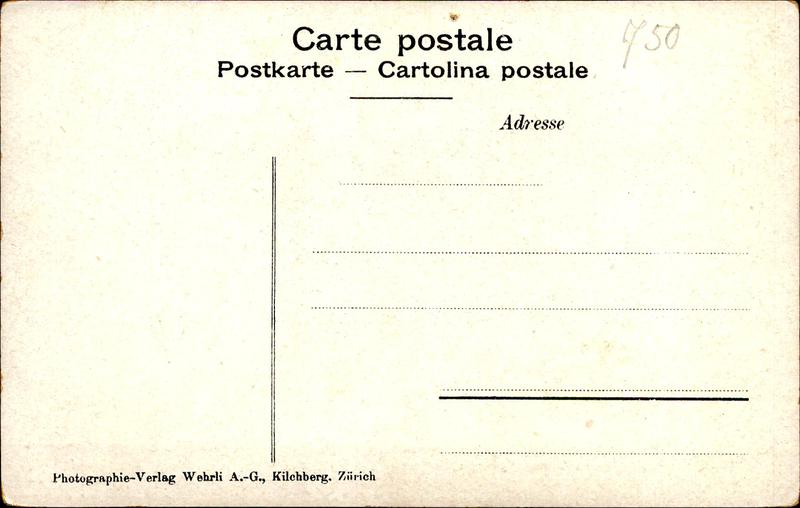 Carte postale
750
Postkarte — Cartolina postale
Adresse
Photographie-Verlag Wehrli A.-G., Kilchberg. Zürich